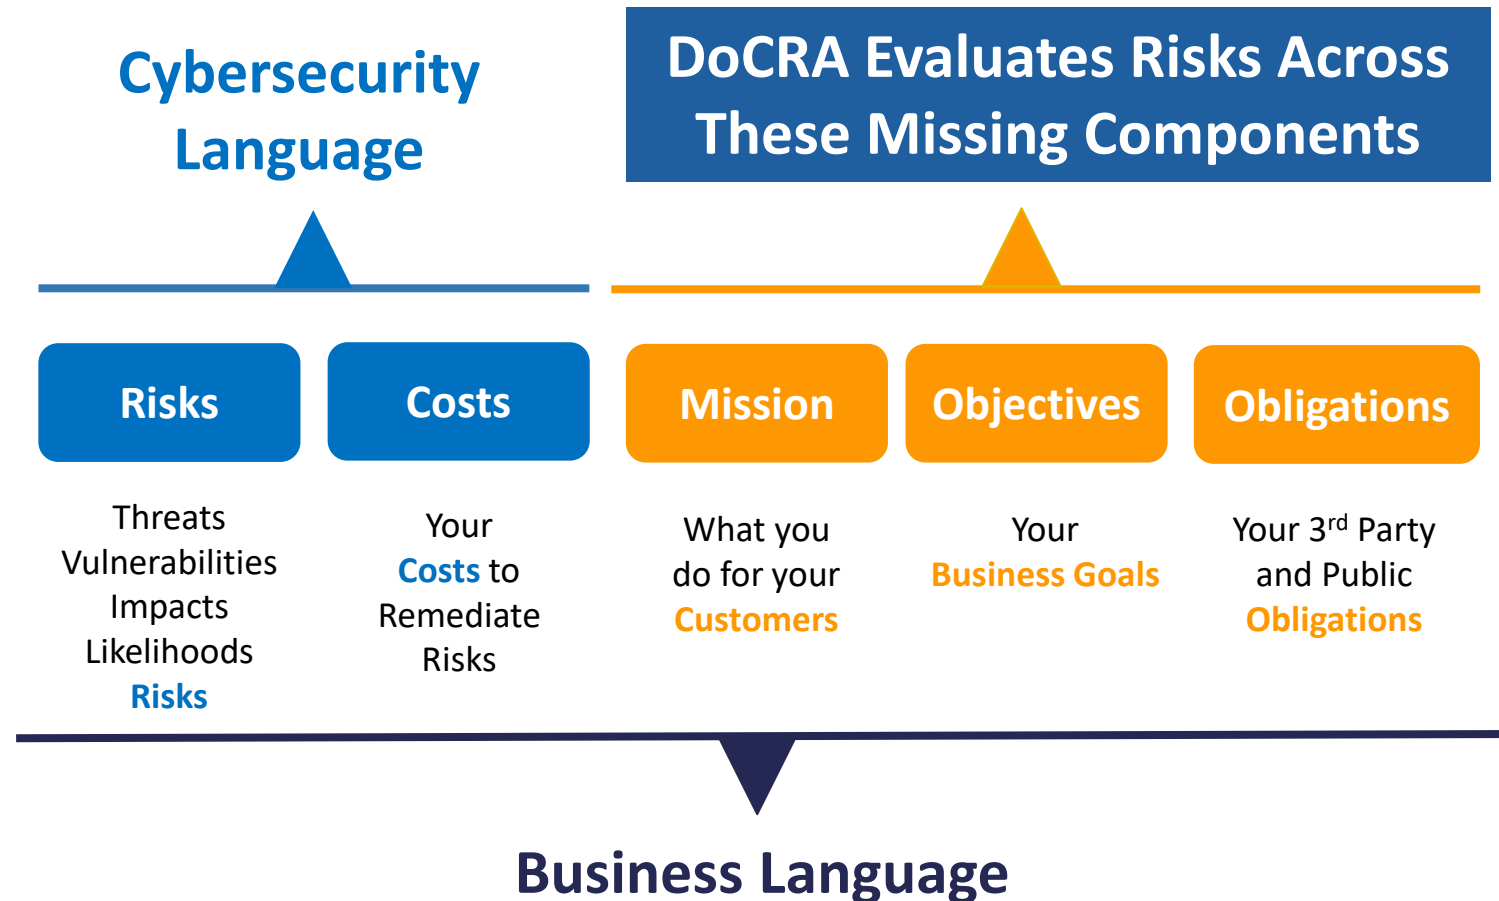 Cybersecurity
Language
DoCRA Evaluates Risks Across
These Missing Components
Risks
Costs
Mission
Objectives
Obligations
Threats
Vulnerabilities
Impacts
Likelihoods
Risks
Your
Costs to
Remediate
Risks
What you
do for your
Customers
Your
Business Goals
Your 3rd Party
and Public
Obligations
Business Language